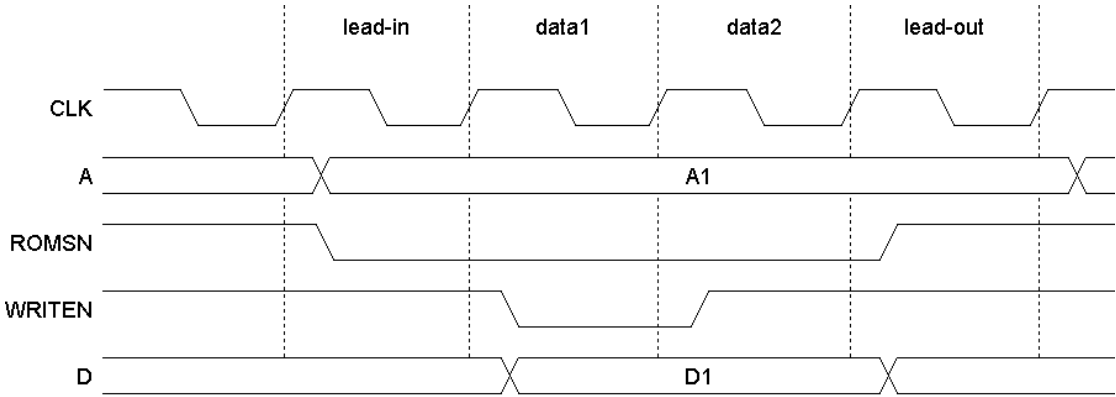 lead-in data1 data2 lead-out
CLK
A A1
ROMSN
WRITEN
D D1